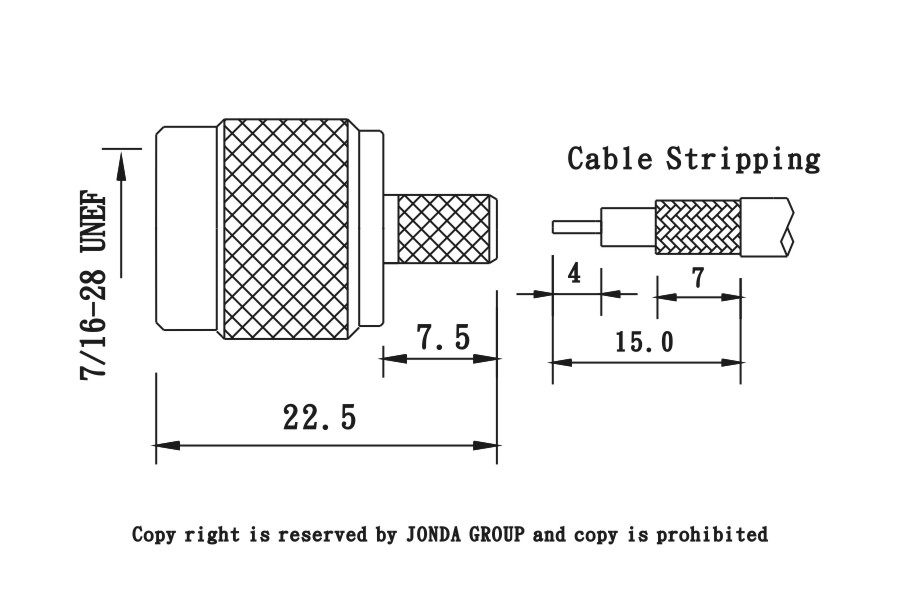 Cable Stripping
7/16-28 UNEF
4
7
7.5
15.0
22.5
Copy right is reserved by JONDA GROUP and copy is prohibited